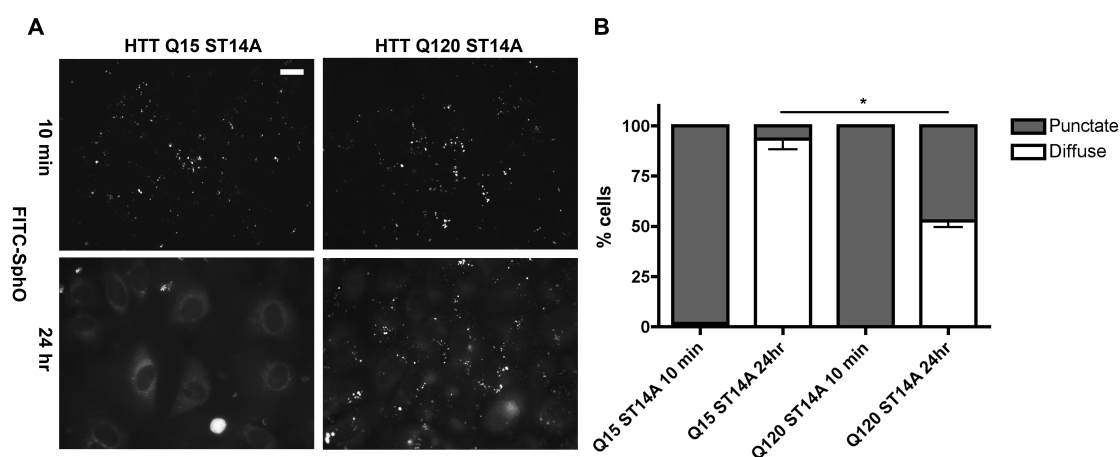 A
HTT Q15 ST14A
HTT Q120 ST14A
10 min
24 hr
FITC-SphO
B
*
100
75
50
25
0
% cells
Punctate
Diffuse
Q15 ST14A 10 min
Q15 ST14A 24hr
Q120 ST14A 10 min
Q120 ST14A 24hr